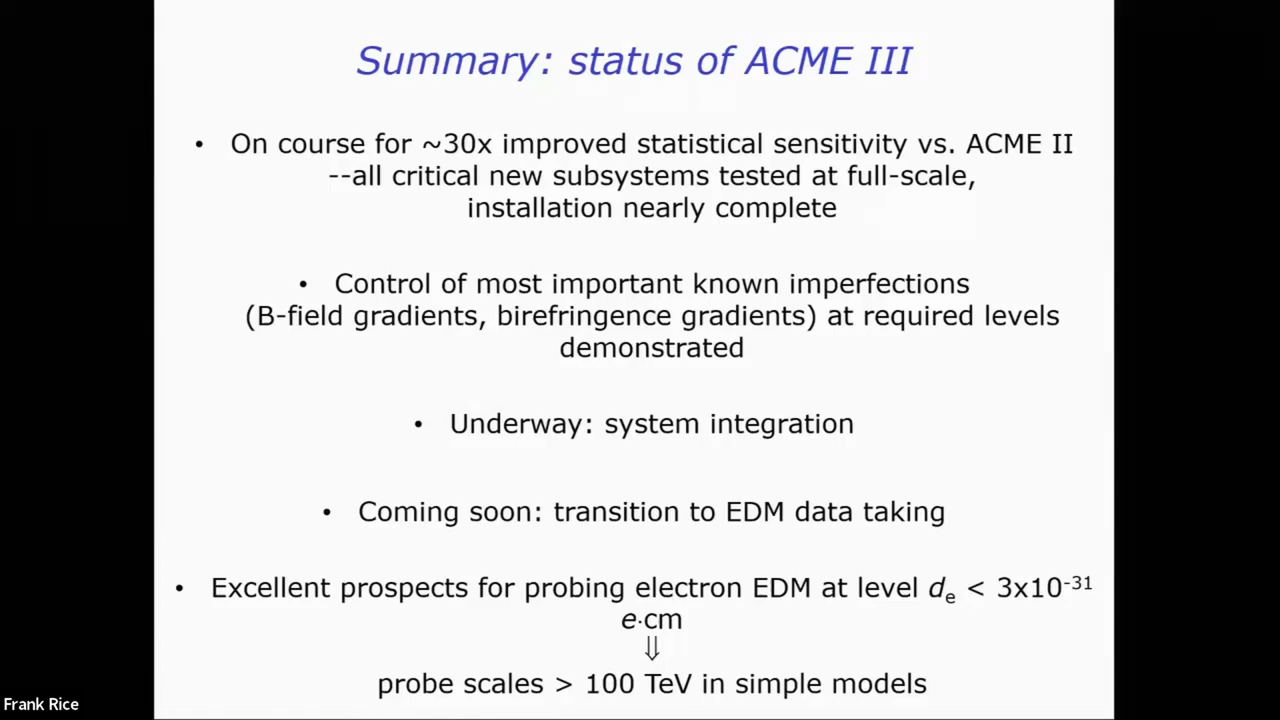 Summary: status of ACME III
• On course for ~30x improved statistical sensitivity vs. ACME II
--all critical new subsystems tested at full-scale,
installation nearly complete
• Control of most important known imperfections
(B-field gradients, birefringence gradients) at required levels
demonstrated
• Underway: system integration
• Coming soon: transition to EDM data taking
• Excellent prospects for probing electron EDM at level dₑ < 3x10⁻³¹
e·cm
⇓
probe scales > 100 TeV in simple models
Frank Rice